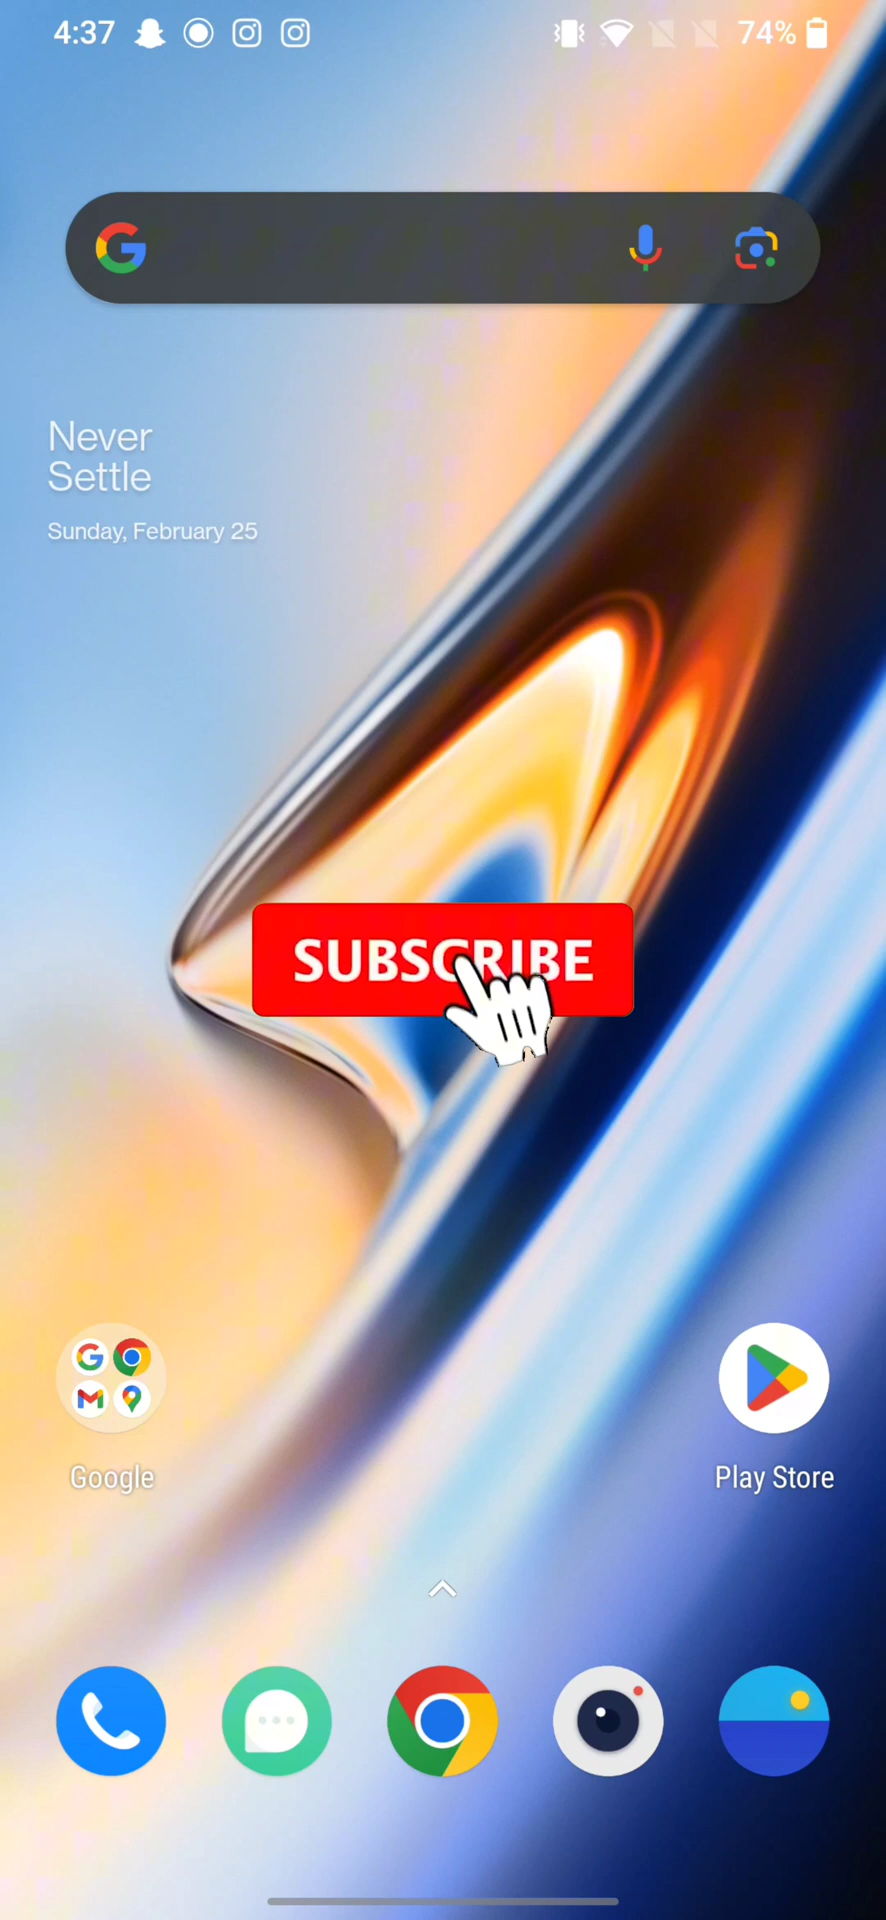 4:37
74%
Never
Settle
Sunday, February 25
SUBSCRIBE
Google
Play Store